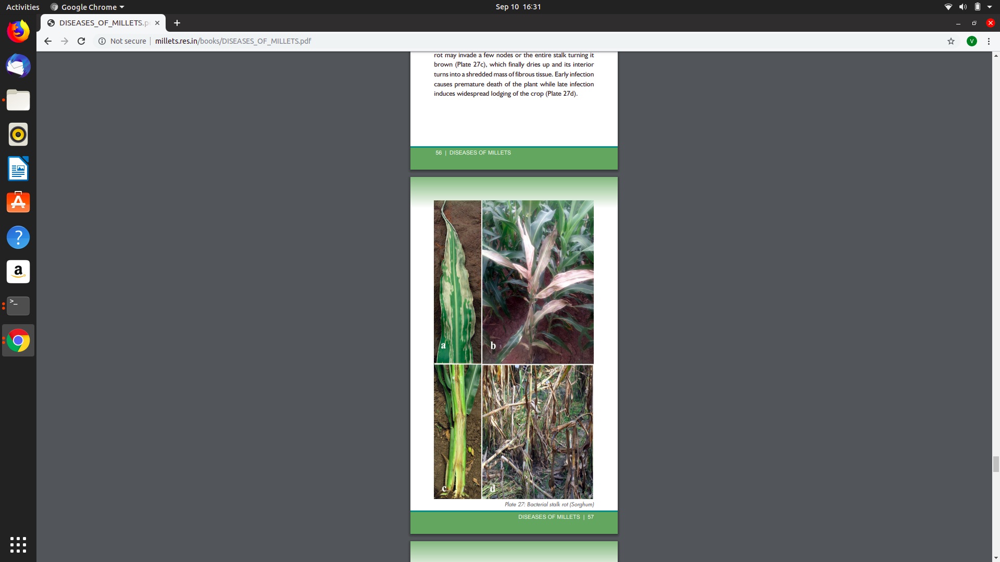 Activities
Google Chrome
Sep 10 16:31
DISEASES_OF_MILLETS.p
Not secure
millets.res.in/books/DISEASES_OF_MILLETS.pdf
V
rot may invade a few nodes or the entire stalk turning it
brown (Plate 27c), which finally dries up and its interior
turns into a shredded mass of fibrous tissue. Early infection
causes premature death of the plant while late infection
induces widespread lodging of the crop (Plate 27d).
56 | DISEASES OF MILLETS
a
b
c
d
Plate 27: Bacterial stalk rot (Sorghum)
DISEASES OF MILLETS | 57